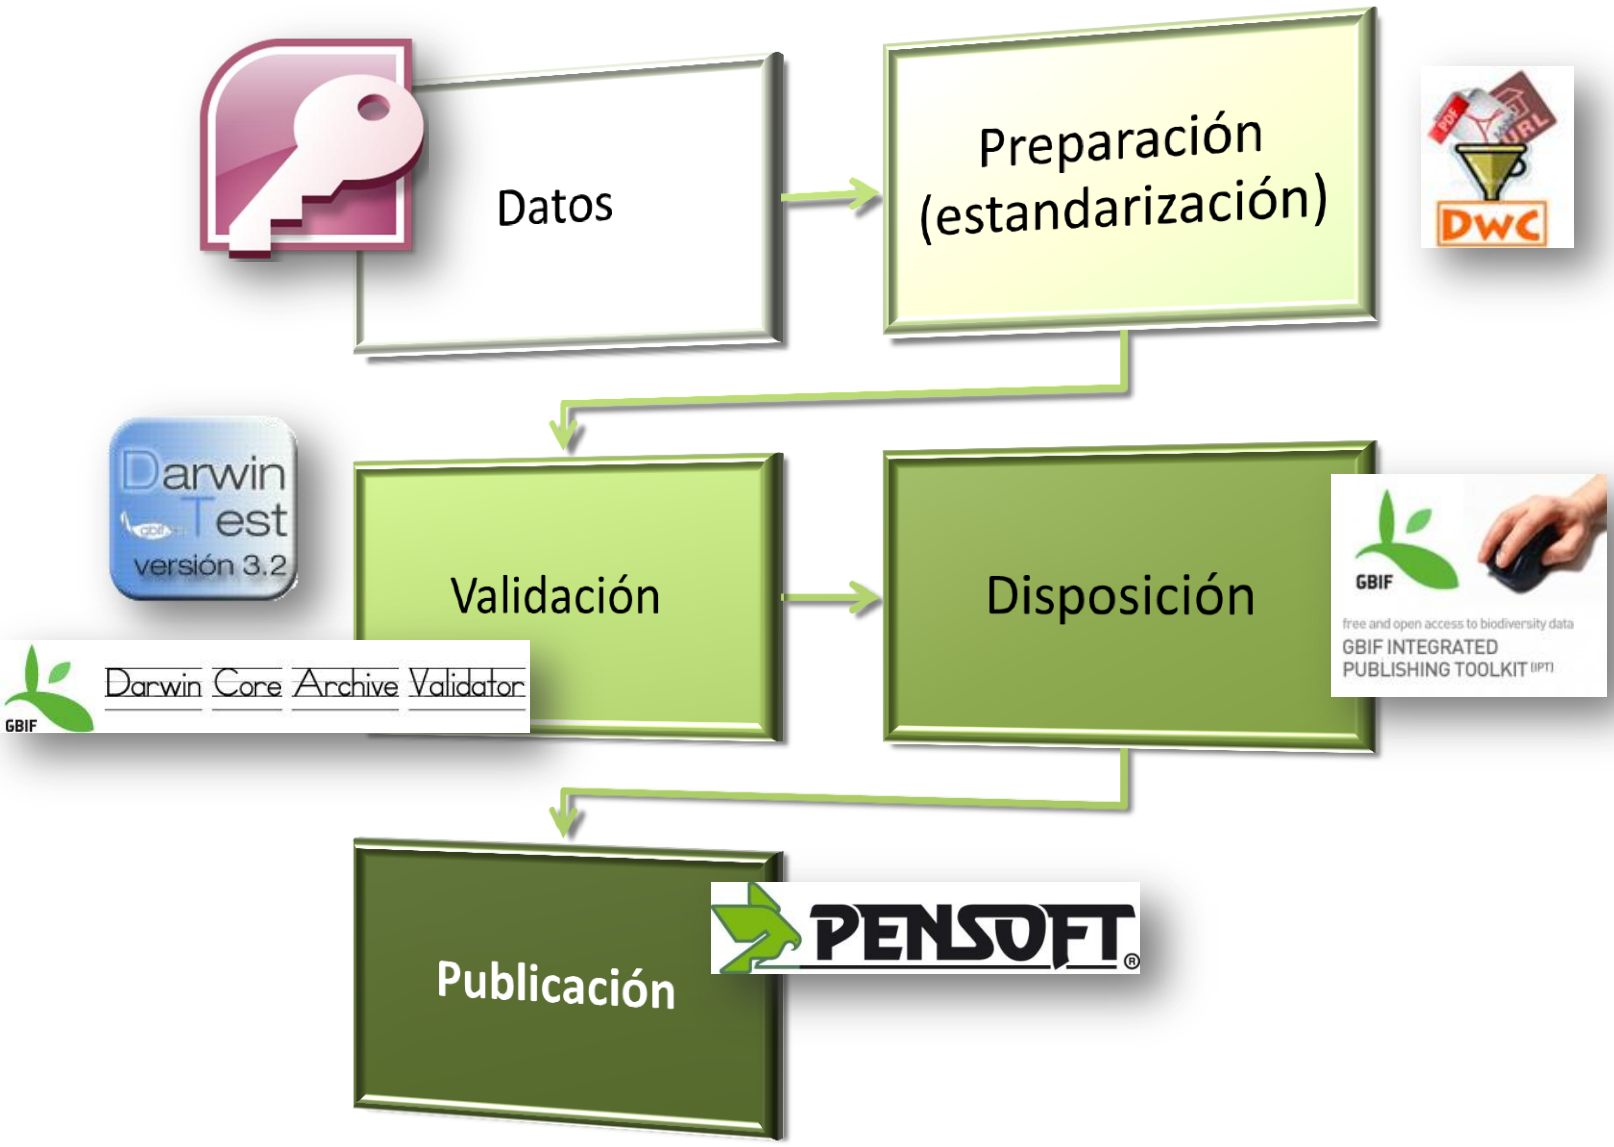 Datos
Preparación
(estandarización)
PDF
URL
DWC
Darwin
Test
gbif
versión 3.2
Validación
Disposición
GBIF
free and open access to biodiversity data
GBIF INTEGRATED
PUBLISHING TOOLKIT (IPT)
GBIF
Darwin Core Archive Validator
Publicación
PENSOFT®